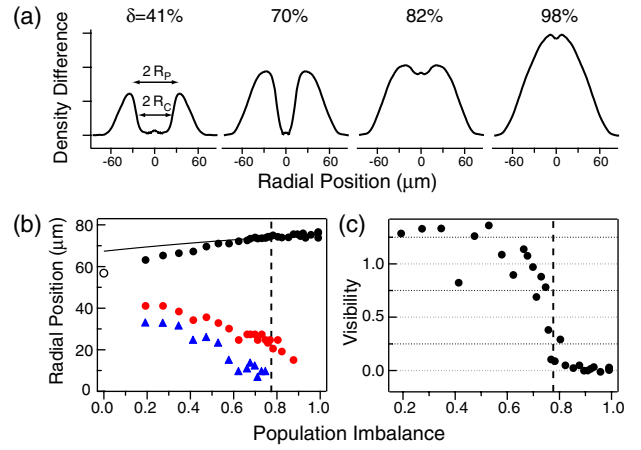 (a) δ=41% 70% 82% 98%
Density Difference
2 R_P
2 R_C
-60 0 60 -60 0 60 -60 0 60 -60 0 60
Radial Position (μm)
(b) (c)
80
60
40
20
0
Radial Position (μm)
0.0 0.2 0.4 0.6 0.8 1.0
1.0
0.5
0.0
Visibility
0.2 0.4 0.6 0.8 1.0
Population Imbalance